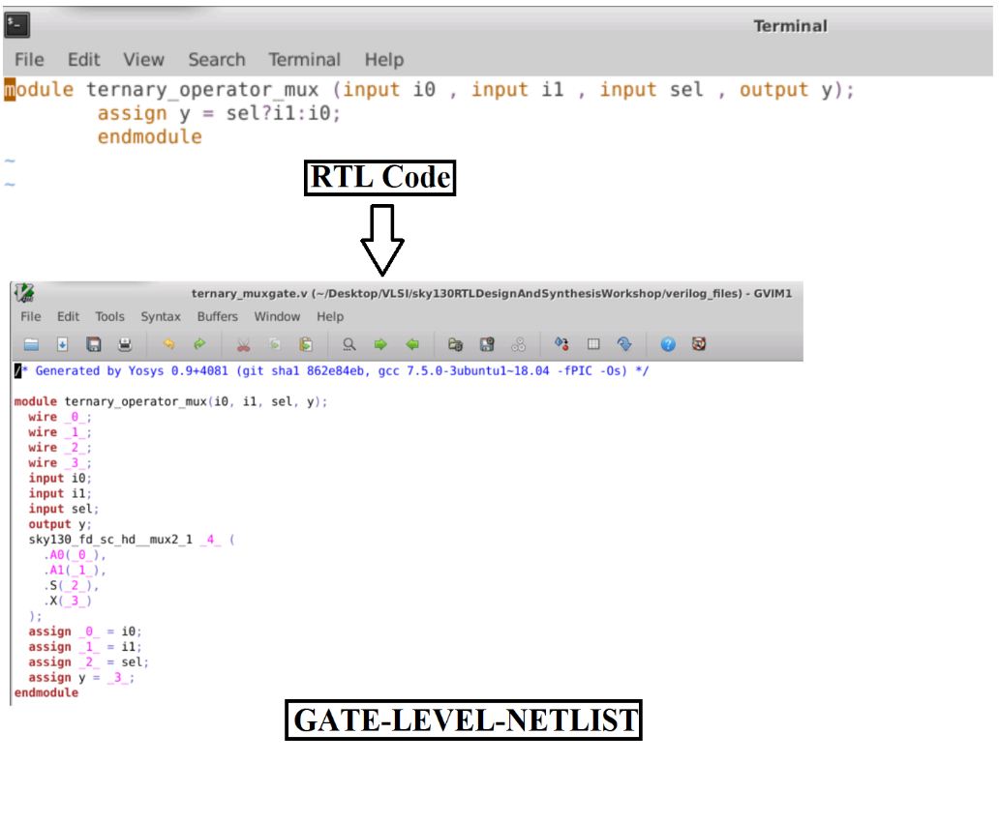 Terminal
File Edit View Search Terminal Help
module ternary_operator_mux (input i0 , input i1 , input sel , output y);
assign y = sel?i1:i0;
endmodule
~
~
RTL Code
ternary_muxgate.v (~/Desktop/VLSI/sky130RTLDesignAndSynthesisWorkshop/verilog_files) - GVIM1
File Edit Tools Syntax Buffers Window Help
/* Generated by Yosys 0.9+4081 (git sha1 862e84eb, gcc 7.5.0-3ubuntu1~18.04 -fPIC -Os) */
module ternary_operator_mux(i0, i1, sel, y);
wire _0_;
wire _1_;
wire _2_;
wire _3_;
input i0;
input i1;
input sel;
output y;
sky130_fd_sc_hd__mux2_1 _4_ (
.A0(_0_),
.A1(_1_),
.S(_2_),
.X(_3_)
);
assign _0_ = i0;
assign _1_ = i1;
assign _2_ = sel;
assign y = _3_;
endmodule
GATE-LEVEL-NETLIST